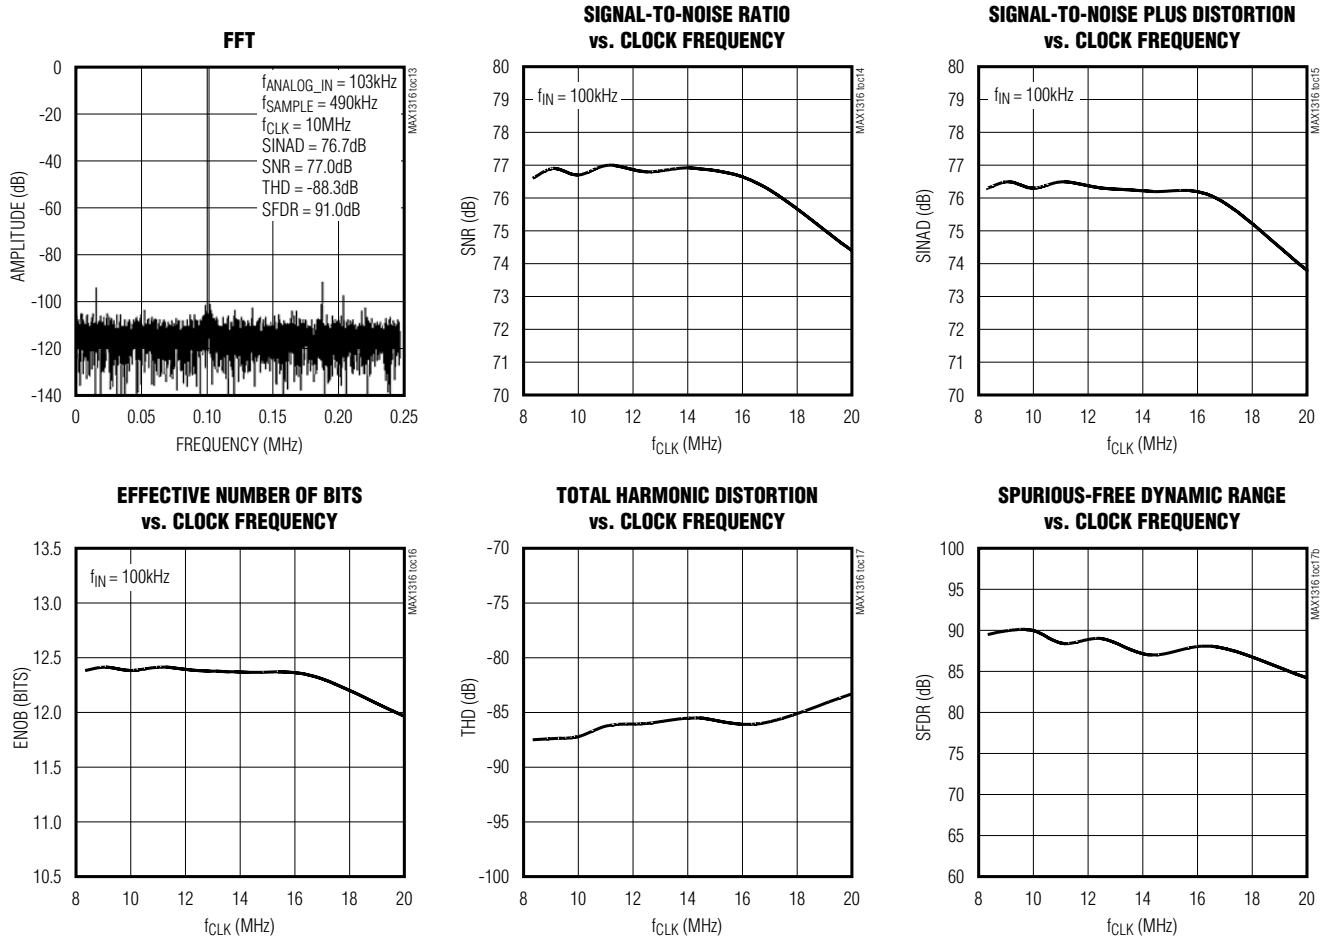 FFT
0
-20
-40
-60
-80
-100
-120
-140
AMPLITUDE (dB)
fANALOG_IN = 103kHz
fSAMPLE = 490kHz
fCLK = 10MHz
SINAD = 76.7dB
SNR = 77.0dB
THD = -88.3dB
SFDR = 91.0dB
MAX1316 toc13
0 0.05 0.10 0.15 0.20 0.25
FREQUENCY (MHz)
SIGNAL-TO-NOISE RATIO
vs. CLOCK FREQUENCY
80
79
78
77
76
75
74
73
72
71
70
SNR (dB)
fIN = 100kHz
MAX1316 toc14
8 10 12 14 16 18 20
fCLK (MHz)
SIGNAL-TO-NOISE PLUS DISTORTION
vs. CLOCK FREQUENCY
80
79
78
77
76
75
74
73
72
71
70
SINAD (dB)
fIN = 100kHz
MAX1316 toc15
8 10 12 14 16 18 20
fCLK (MHz)
EFFECTIVE NUMBER OF BITS
vs. CLOCK FREQUENCY
13.5
13.0
12.5
12.0
11.5
11.0
10.5
ENOB (BITS)
fIN = 100kHz
MAX1316 toc16
8 10 12 14 16 18 20
fCLK (MHz)
TOTAL HARMONIC DISTORTION
vs. CLOCK FREQUENCY
-70
-75
-80
-85
-90
-95
-100
THD (dB)
MAX1316 toc17
8 10 12 14 16 18 20
fCLK (MHz)
SPURIOUS-FREE DYNAMIC RANGE
vs. CLOCK FREQUENCY
100
95
90
85
80
75
70
65
60
SFDR (dB)
MAX1316 toc17b
8 10 12 14 16 18 20
fCLK (MHz)